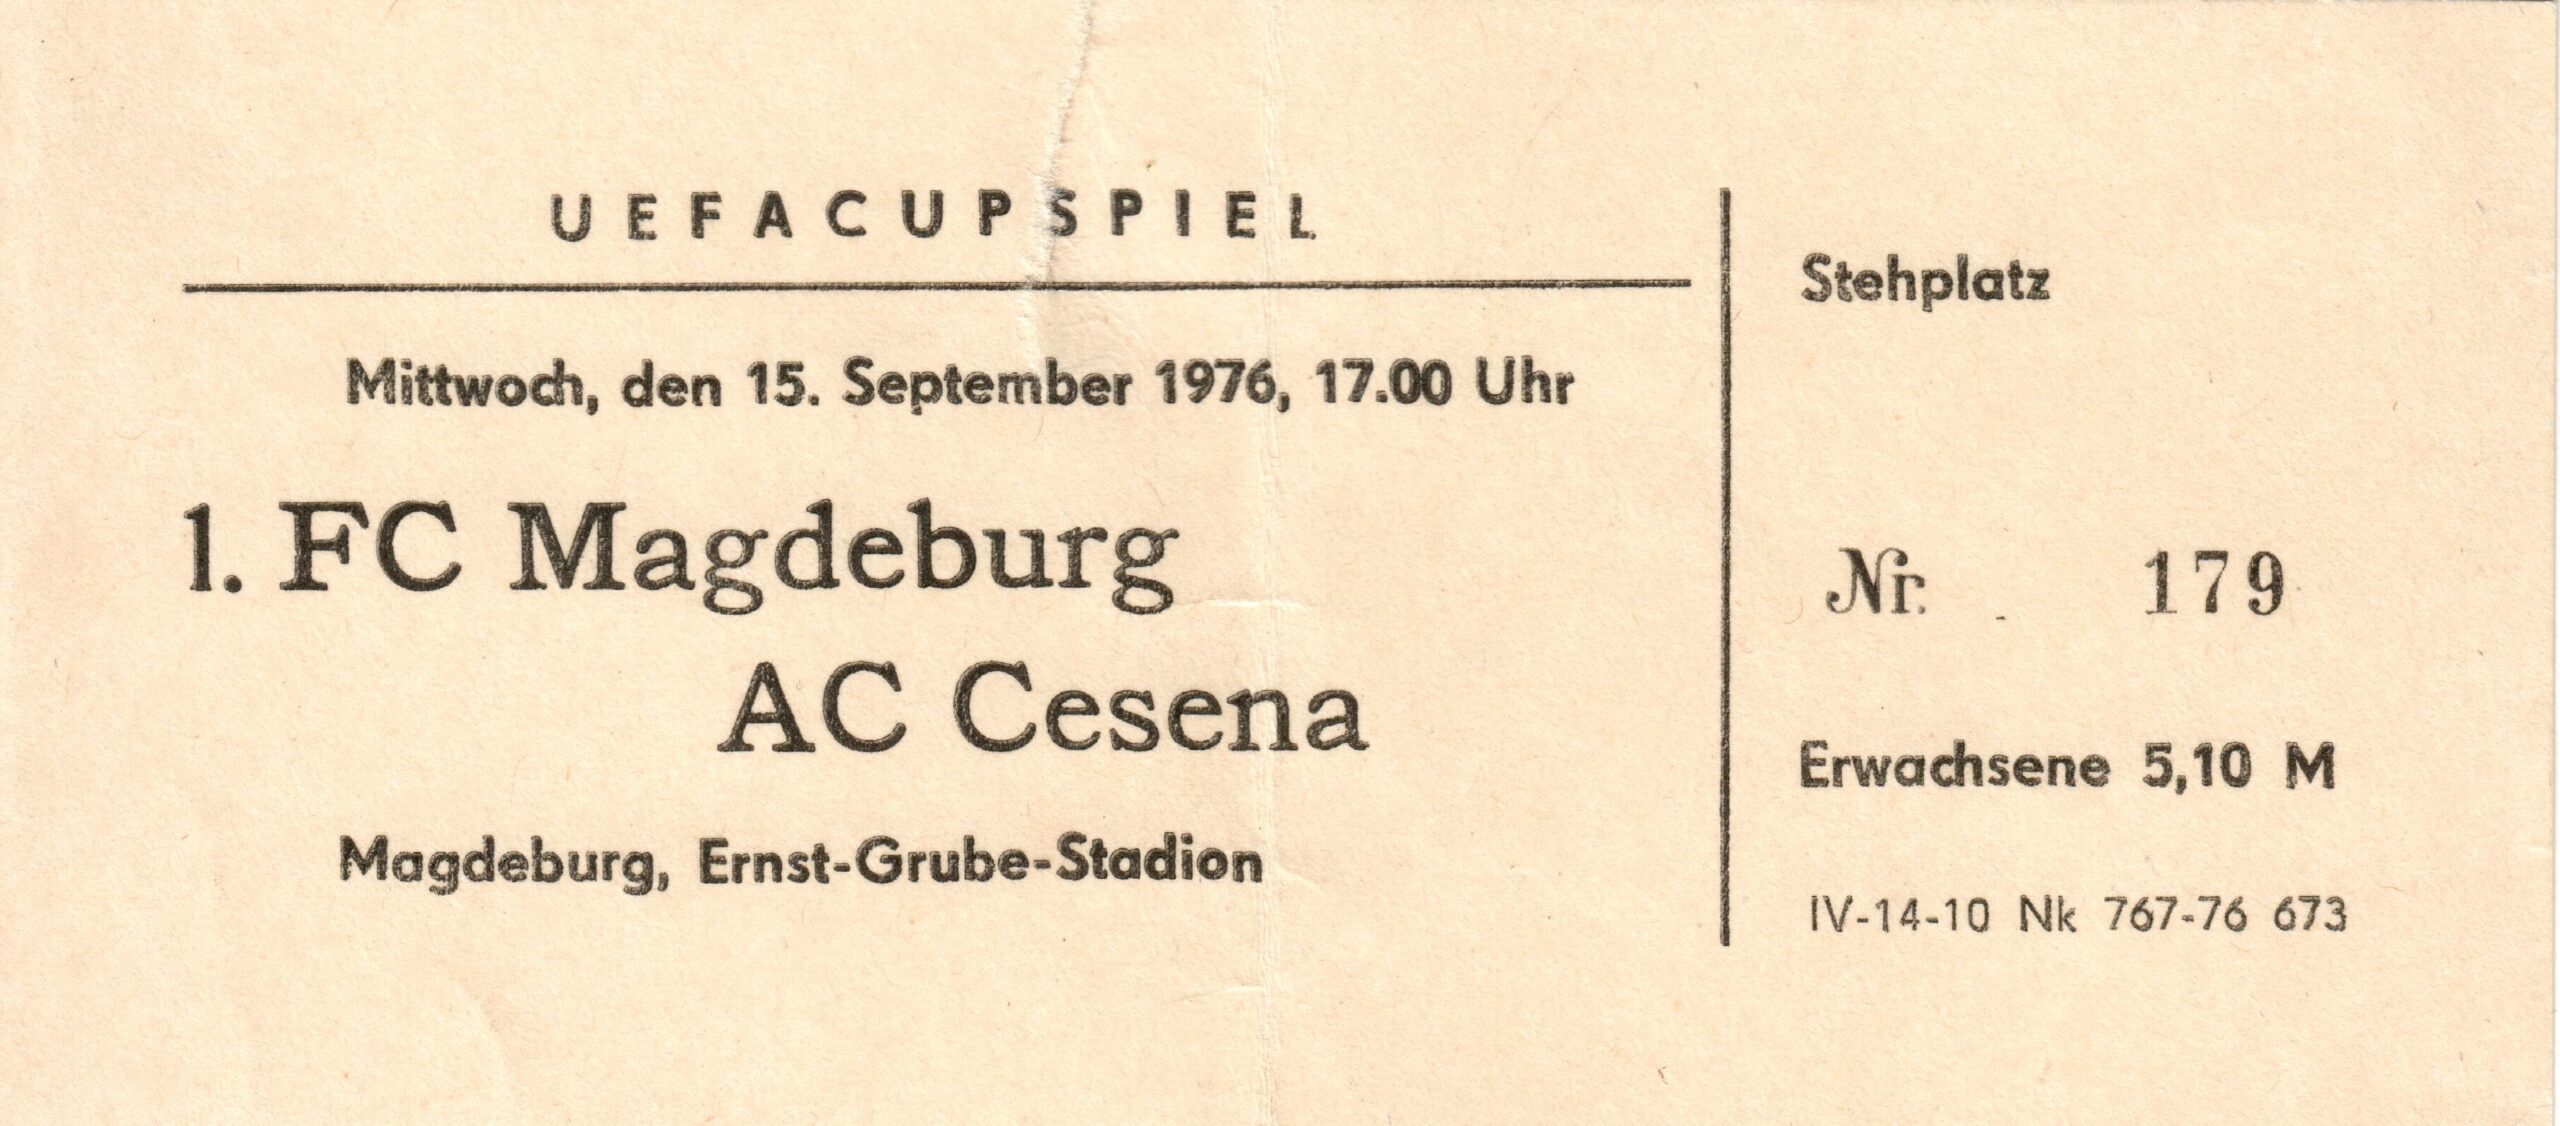 UEFACUPSPIEL
Mittwoch, den 15. September 1976, 17.00 Uhr
1. FC Magdeburg
AC Cesena
Magdeburg, Ernst-Grube-Stadion
Stehplatz
Nr. 179
Erwachsene 5,10 M
IV-14-10 Nk 767-76 673